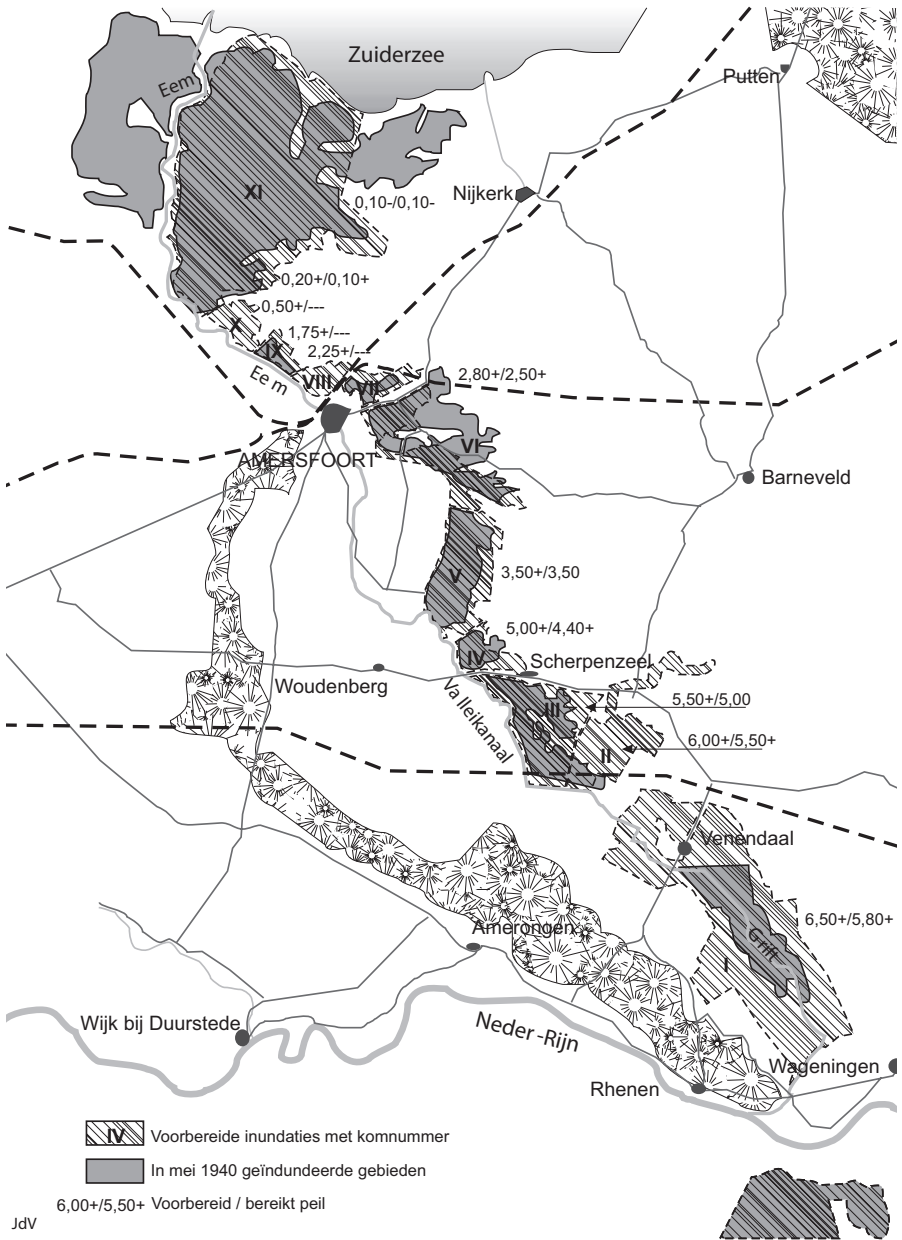 Zuiderzee
Eem
Putten
Nijkerk
XI
0,10-/0,10-
0,20+/0,10+
0,50+/---
X
1,75+/---
IX
2,25+/---
Eem
VIII
VII
2,80+/2,50+
AMERSFOORT
VI
Barneveld
V
3,50+/3,50
5,00+/4,40+
IV
Scherpenzeel
Woudenberg
Valleikanaal
III
5,50+/5,00
II
6,00+/5,50+
Venendaal
6,50+/5,80+
Amerongen
Grift
I
Wijk bij Duurstede
Neder-Rijn
Wageningen
Rhenen
IV Voorbereide inundaties met komnummer
In mei 1940 geïndundeerde gebieden
6,00+/5,50+ Voorbereid / bereikt peil
JdV